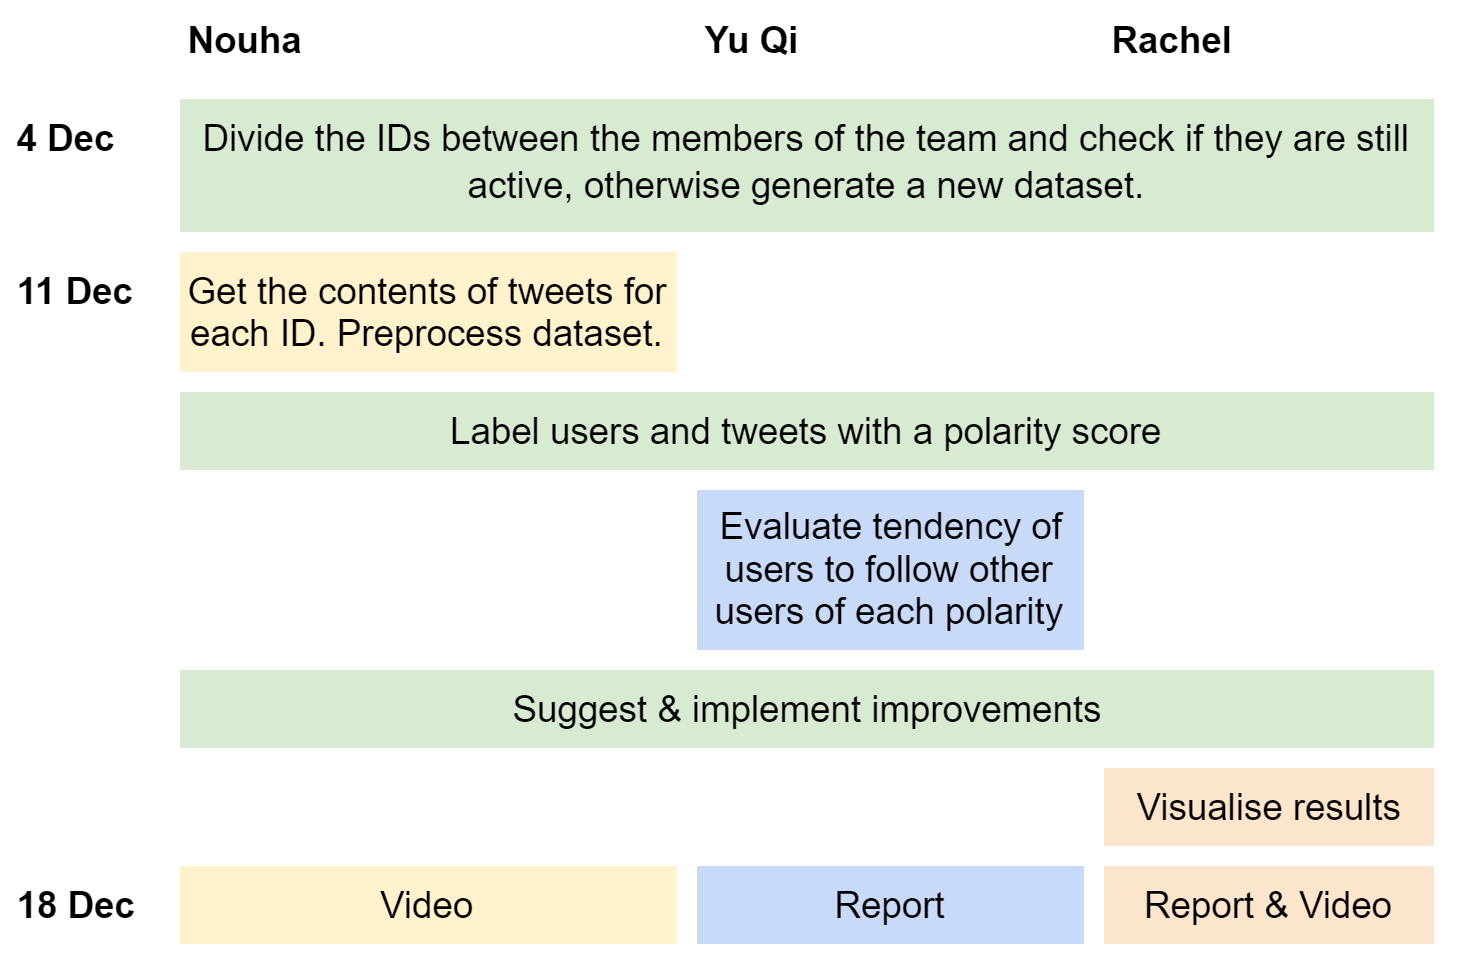 Nouha Yu Qi Rachel
4 Dec
Divide the IDs between the members of the team and check if they are still
active, otherwise generate a new dataset.
11 Dec
Get the contents of tweets for
each ID. Preprocess dataset.
Label users and tweets with a polarity score
Evaluate tendency of
users to follow other
users of each polarity
Suggest & implement improvements
Visualise results
18 Dec
Video
Report
Report & Video